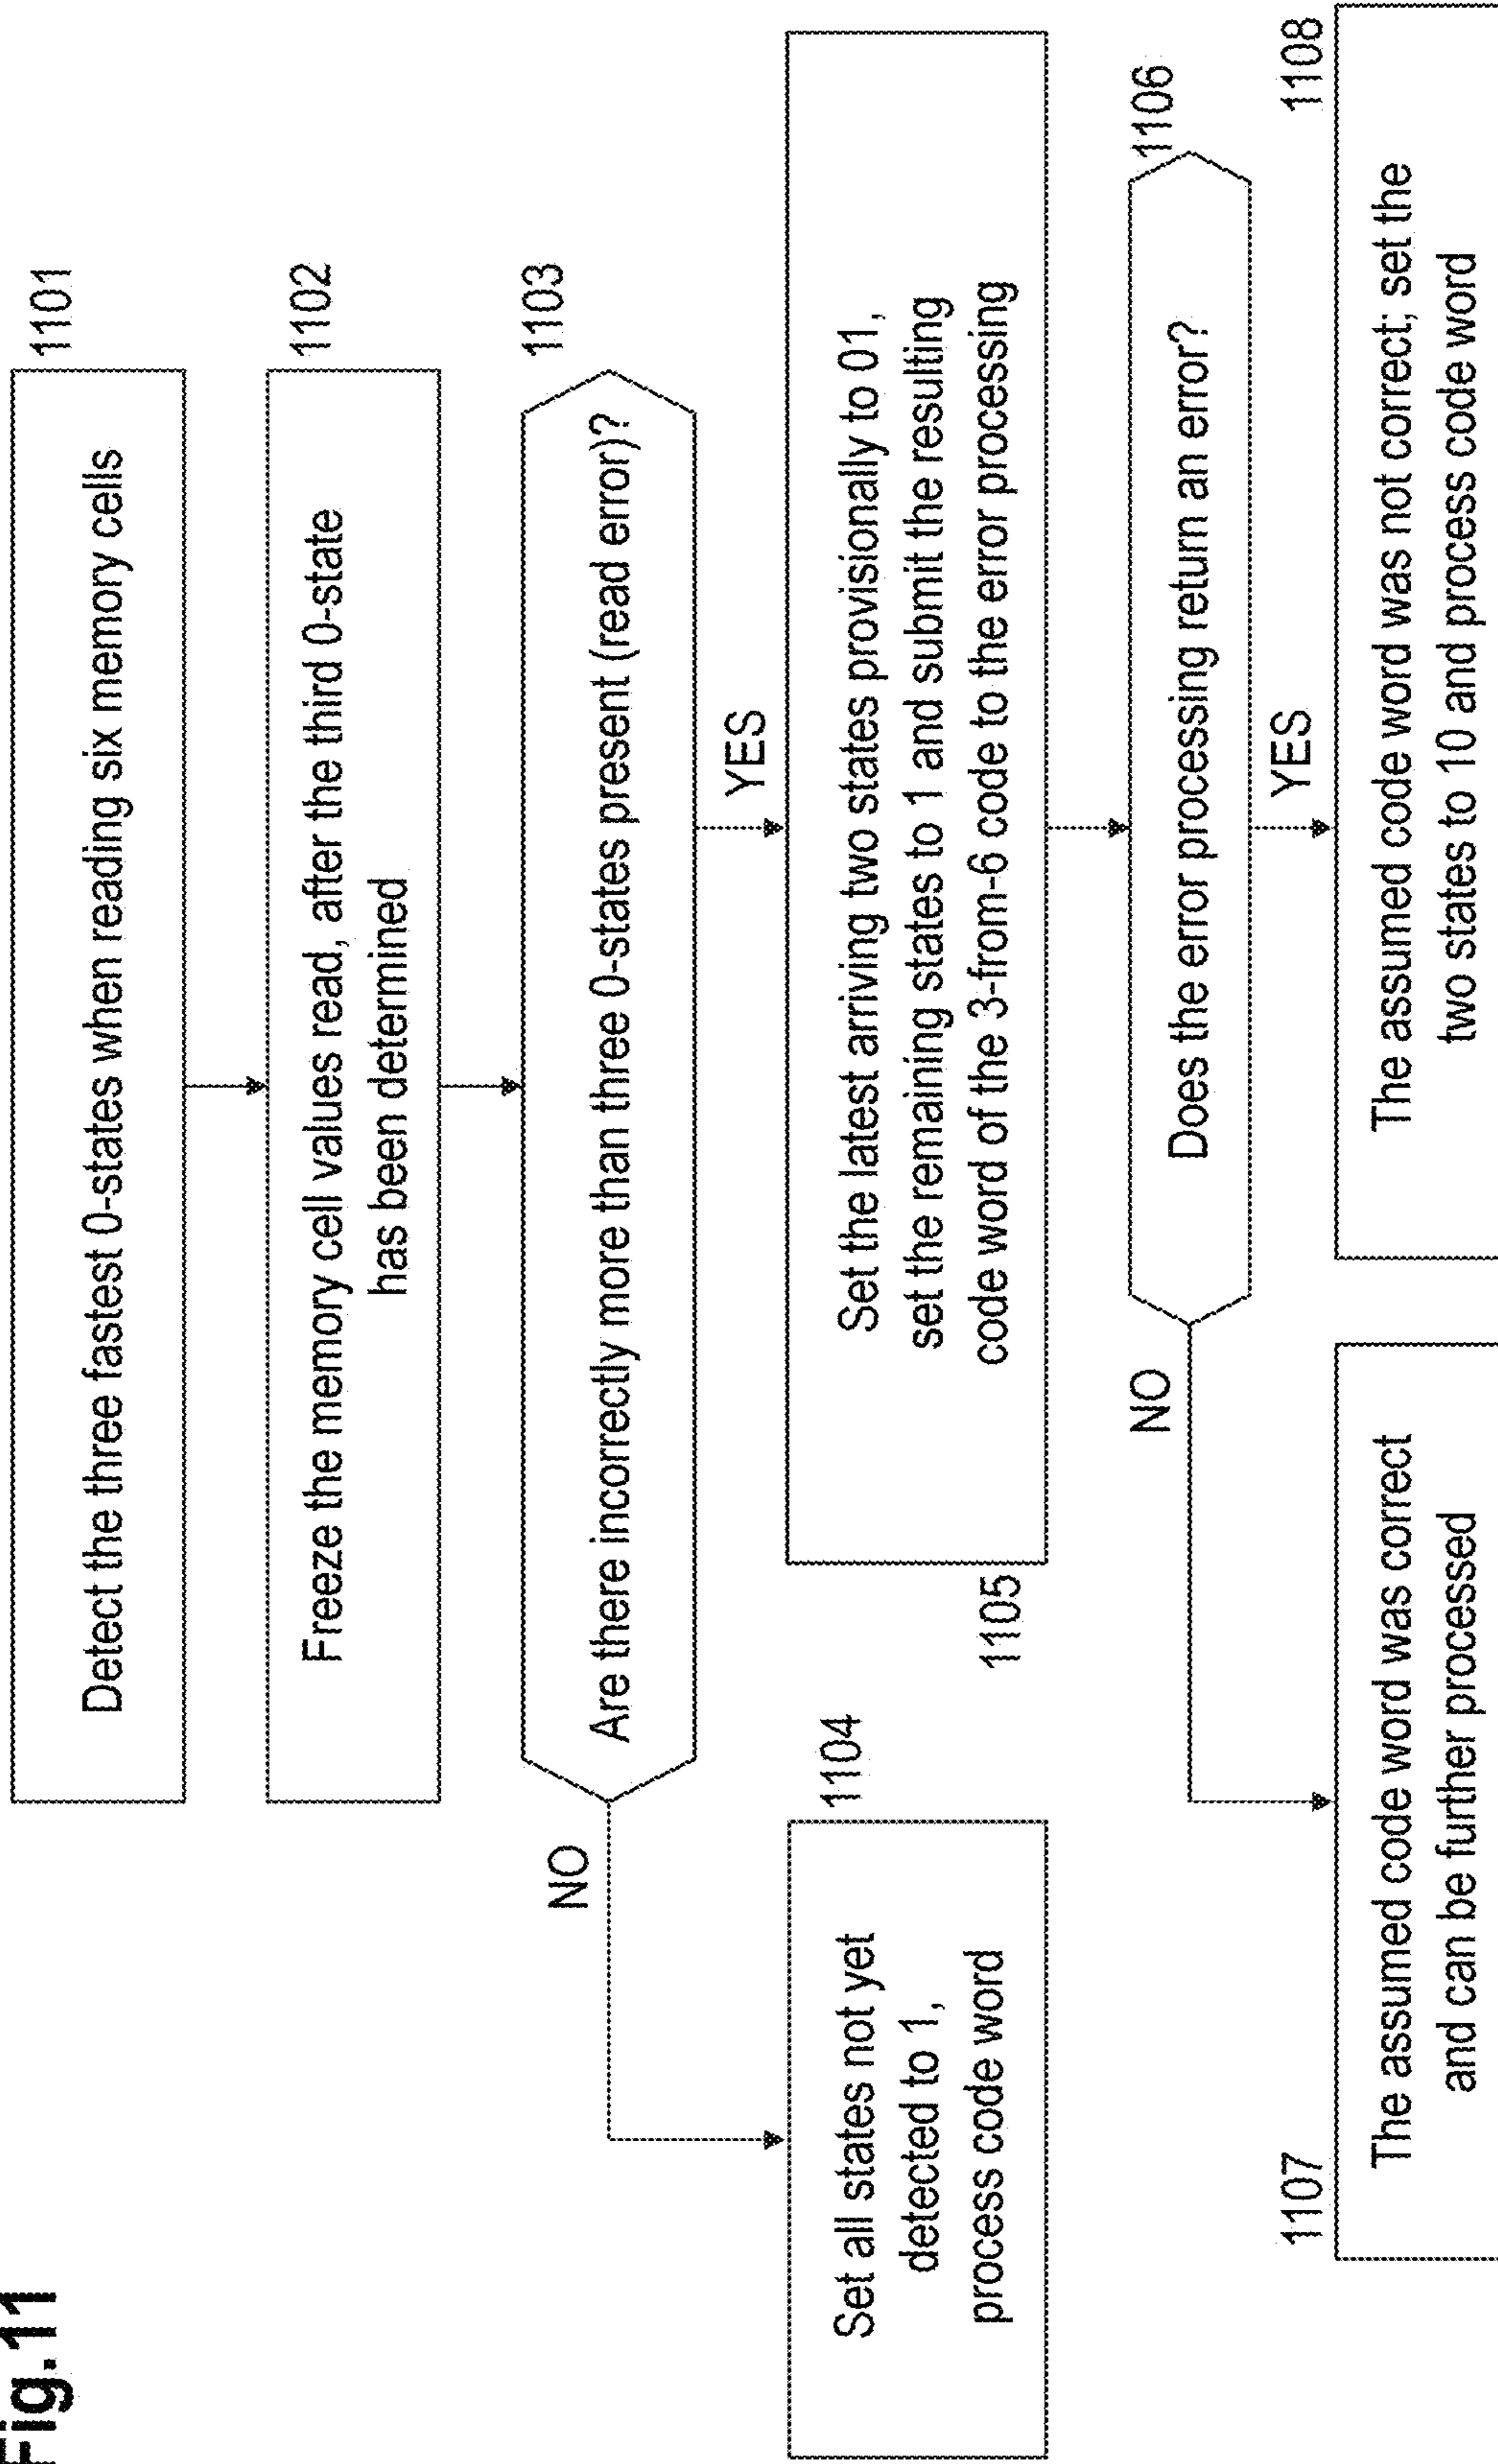 Fig.11
1101
Detect the three fastest 0-states when reading six memory cells
1102
Freeze the memory cell values read, after the third 0-state
has been determined
1103
Are there incorrectly more than three 0-states present (read error)?
NO
YES
1104
Set all states not yet
detected to 1,
process code word
1105
Set the latest arriving two states provisionally to 01,
set the remaining states to 1 and submit the resulting
code word of the 3-from-6 code to the error processing
1106
Does the error processing return an error?
NO
YES
1107
The assumed code word was correct
and can be further processed
1108
The assumed code word was not correct; set the
two states to 10 and process code word